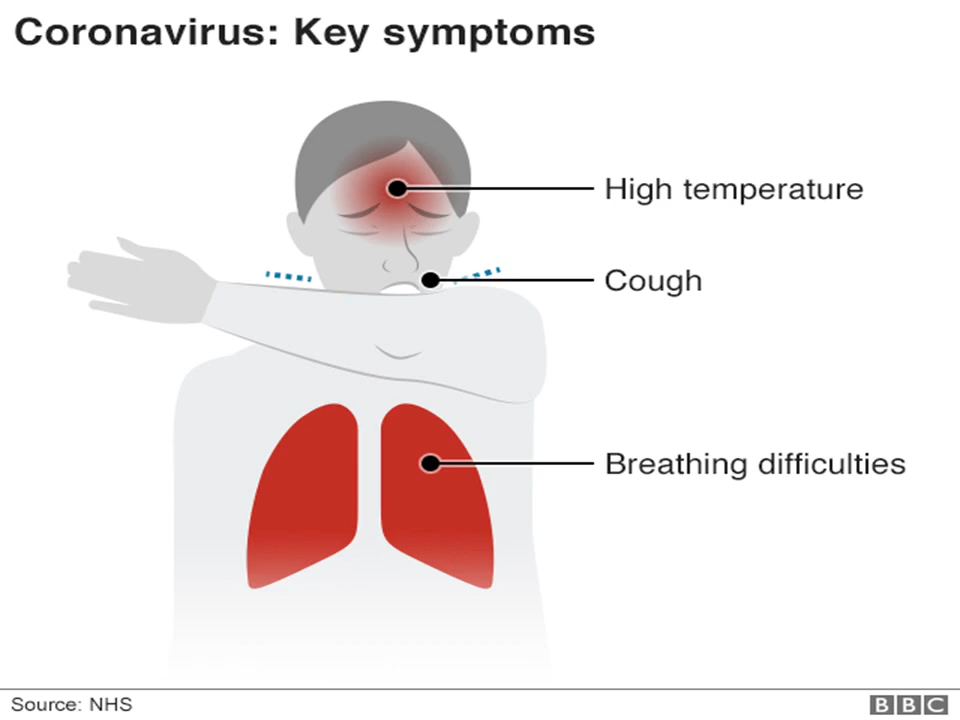 Coronavirus: Key symptoms
High temperature
Cough
Breathing difficulties
Source: NHS
BBC